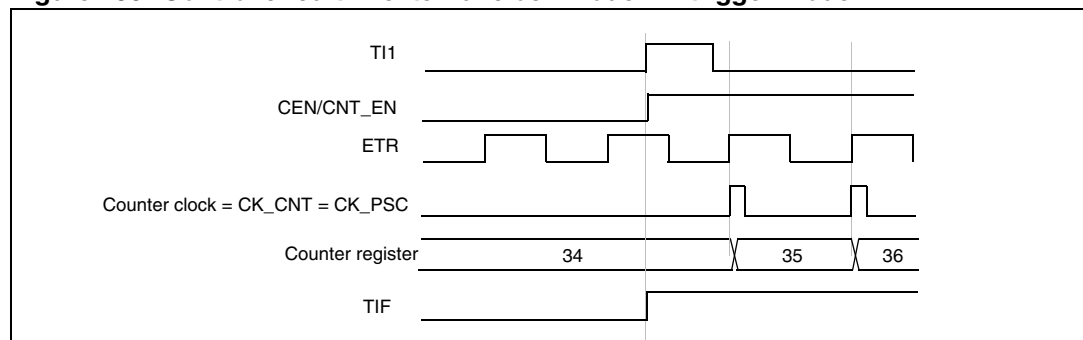 TI1
CEN/CNT_EN
ETR
Counter clock = CK_CNT = CK_PSC
Counter register
34
35
36
TIF